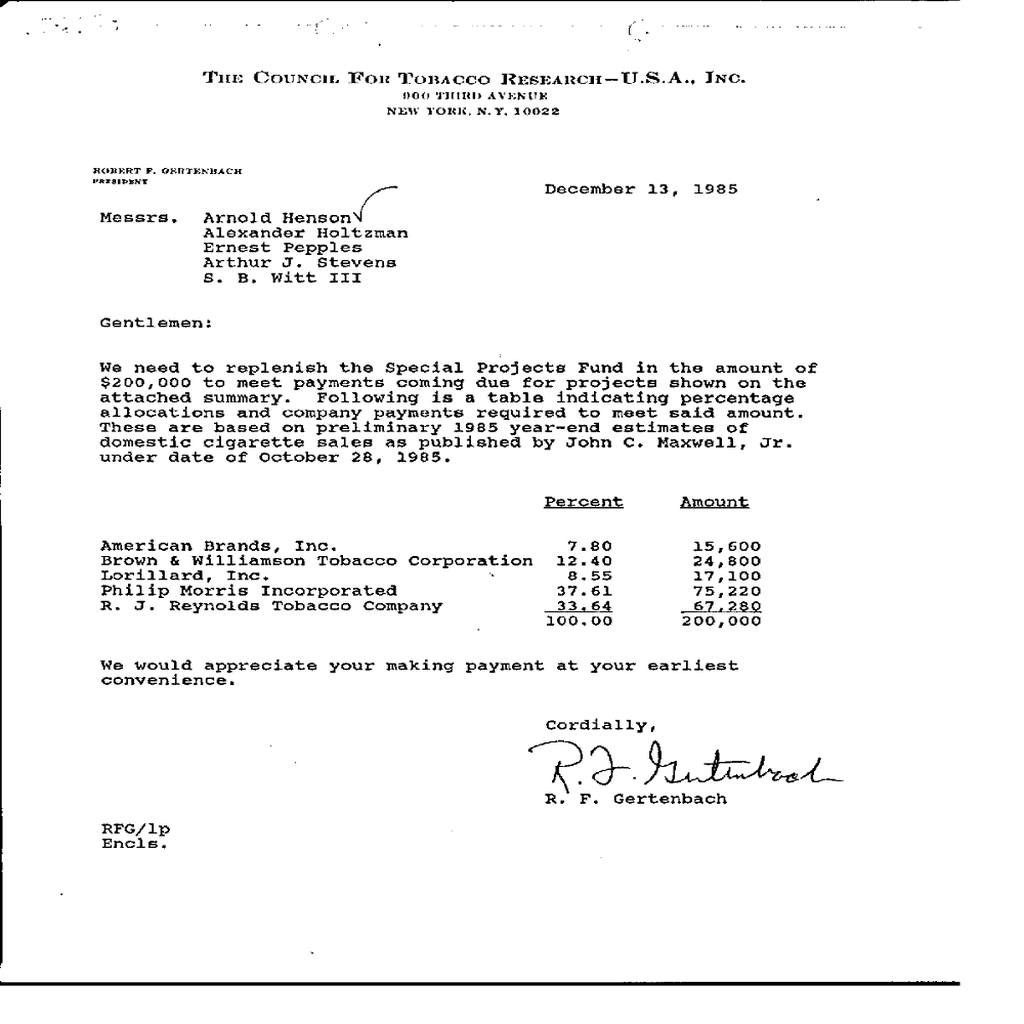 THE COUNCIL FOR TOBACCO RESEARCH—U.S.A., INC.
900 THIRD AVENUE
NEW YORK, N.Y. 10022
ROBERT F. GERTENBACH
PRESIDENT
December 13, 1985
Messrs. Arnold Henson
Alexander Holtzman
Ernest Pepples
Arthur J. Stevens
S. B. Witt III
Gentlemen:
We need to replenish the Special Projects Fund in the amount of
$200,000 to meet payments coming due for projects shown on the
attached summary. Following is a table indicating percentage
allocations and company payments required to meet said amount.
These are based on preliminary 1985 year-end estimates of
domestic cigarette sales as published by John C. Maxwell, Jr.
under date of October 28, 1985.
Percent Amount
American Brands, Inc. 7.80 15,600
Brown & Williamson Tobacco Corporation 12.40 24,800
Lorillard, Inc. 8.55 17,100
Philip Morris Incorporated 37.61 75,220
R. J. Reynolds Tobacco Company 33.64 67,280
100.00 200,000
We would appreciate your making payment at your earliest
convenience.
Cordially,
R. F. Gertenbach
R. F. Gertenbach
RFG/lp
Encls.